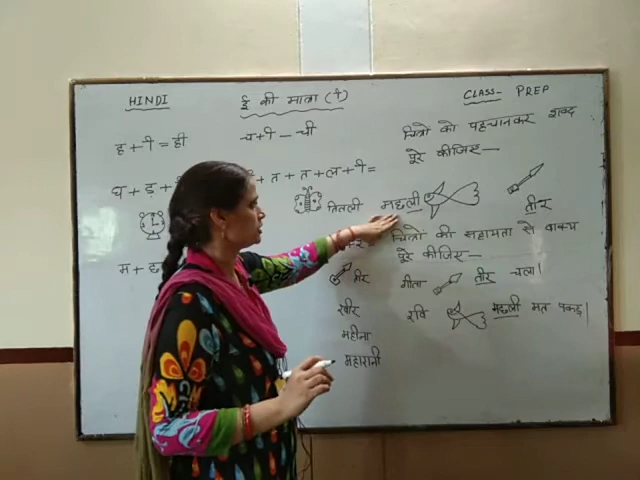 HINDI ई की मात्रा (ी) CLASS- PREP
ह + ी = ही च + ी – ची
चित्रों को पहचानकर शब्द
पूरे कीजिए –
घ + ड़ + त + त + ल + ी =
तितली मछली तीर
चित्रों की सहायता से वाक्य
पूरे कीजिए –
म + छ
तीर गीता तीर चला।
रवि मछली मत पकड़।
महीना
महारानी